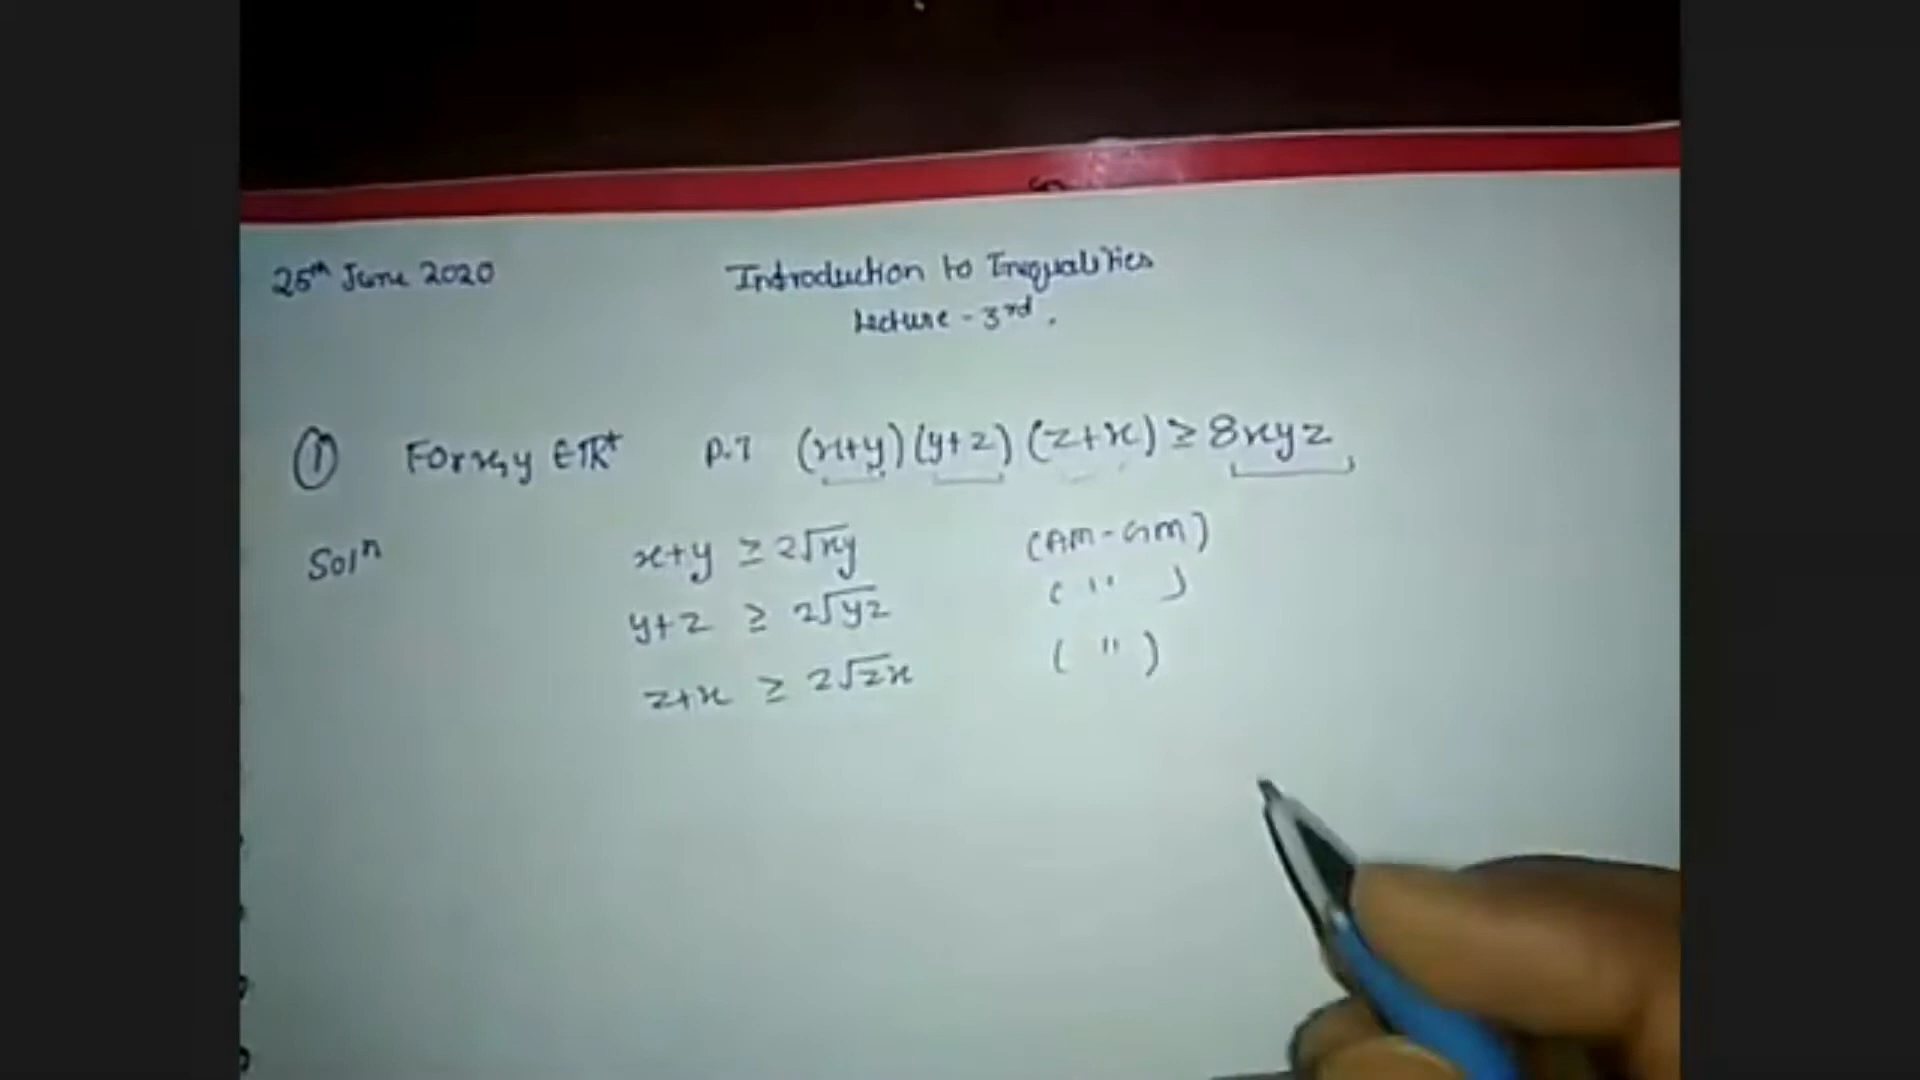 25th June 2020
Introduction to Inequalities
Lecture - 3rd.
① For x, y ∈ ℝ⁺ P.T (x+y)(y+z)(z+x) ≥ 8xyz
Solⁿ x+y ≥ 2√xy (AM-GM)
y+z ≥ 2√yz ( " )
z+x ≥ 2√zx ( " )